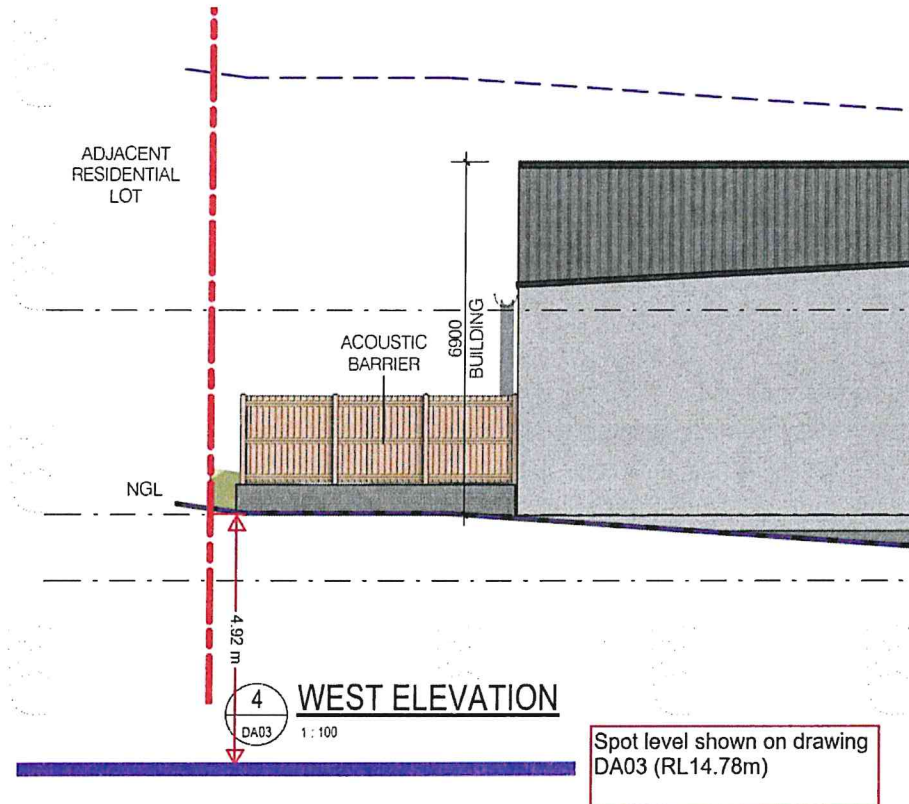 ADJACENT
RESIDENTIAL
LOT
6900
BUILDING
ACOUSTIC
BARRIER
NGL
4.92 m
4
DA03
WEST ELEVATION
1 : 100
Spot level shown on drawing
DA03 (RL14.78m)